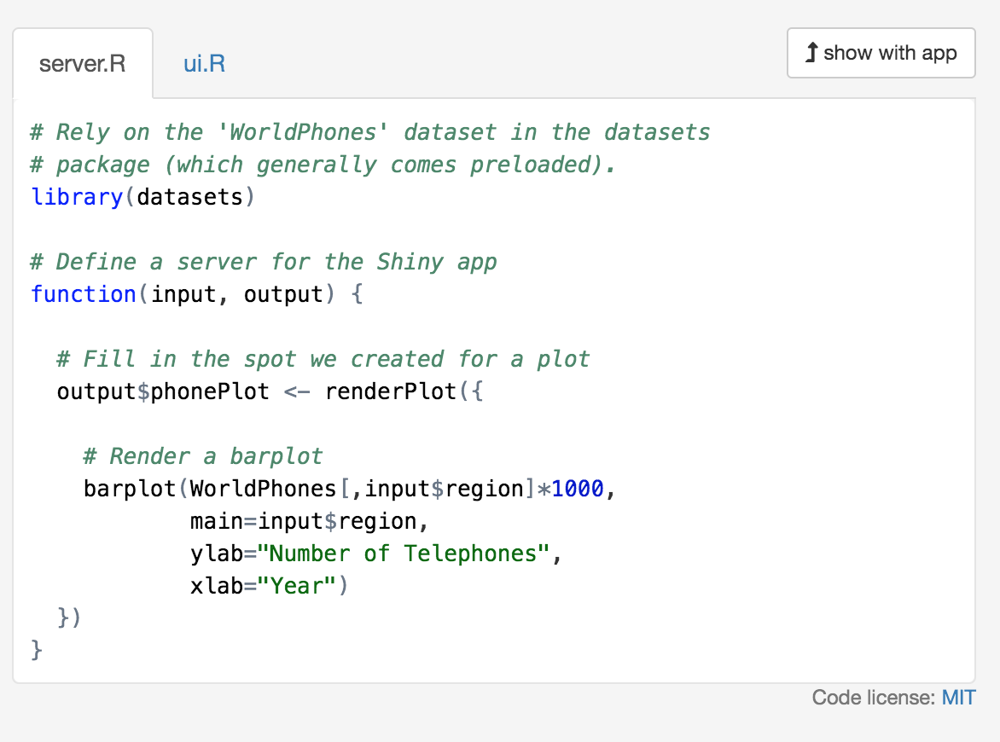 server.R ui.R show with app
# Rely on the 'WorldPhones' dataset in the datasets
# package (which generally comes preloaded).
library(datasets)
# Define a server for the Shiny app
function(input, output) {
  # Fill in the spot we created for a plot
  output$phonePlot <- renderPlot({
    # Render a barplot
    barplot(WorldPhones[,input$region]*1000,
            main=input$region,
            ylab="Number of Telephones",
            xlab="Year")
  })
}
Code license: MIT